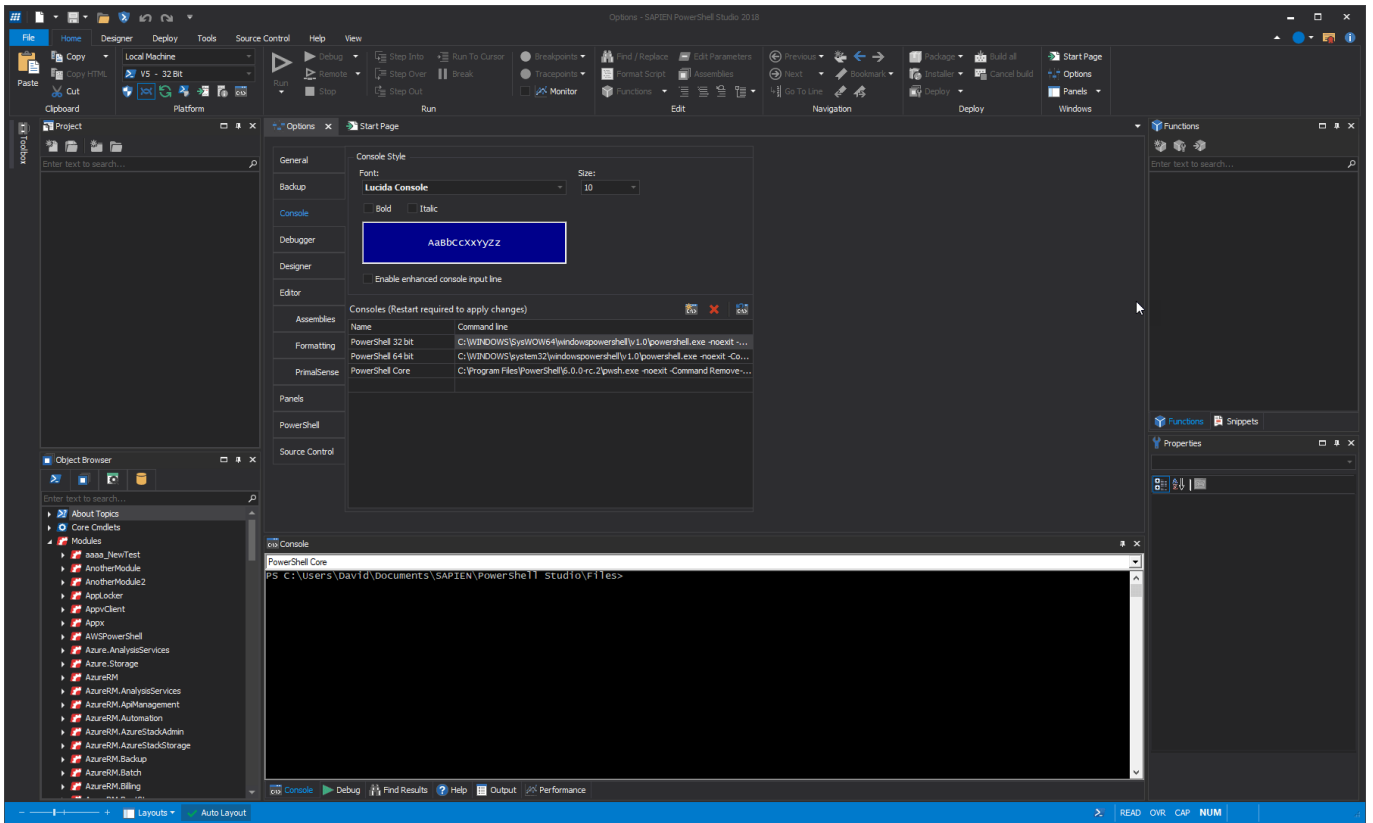 Options - SAPIEN PowerShell Studio 2018
File Home Designer Deploy Tools Source Control Help View
Paste
Copy
Copy HTML
Cut
Clipboard
Local Machine
V5 - 32 Bit
Platform
Run
Debug
Remote
Stop
Step Into
Step Over
Step Out
Run To Cursor
Break
Breakpoints
Tracepoints
Monitor
Run
Find / Replace
Format Script
Functions
Edit Parameters
Assemblies
Edit
Previous
Next
Go To Line
Bookmark
Navigation
Package
Installer
Deploy
Build all
Cancel build
Deploy
Start Page
Options
Panels
Windows
Toolbox
Project
Enter text to search...
Object Browser
Enter text to search...
About Topics
Core Cmdlets
Modules
aaaa_NewTest
AnotherModule
AnotherModule2
AppLocker
AppvClient
Appx
AWSPowerShell
Azure.AnalysisServices
Azure.Storage
AzureRM
AzureRM.AnalysisServices
AzureRM.ApiManagement
AzureRM.Automation
AzureRM.AzureStackAdmin
AzureRM.AzureStackStorage
AzureRM.Backup
AzureRM.Batch
AzureRM.Billing
Options Start Page
General
Backup
Console
Debugger
Designer
Editor
Assemblies
Formatting
PrimalSense
Panels
PowerShell
Source Control
Console Style
Font: Size:
Lucida Console 10
Bold Italic
AaBbCcXxYyZz
Enable enhanced console input line
Consoles (Restart required to apply changes)
Name Command line
PowerShell 32 bit C:\WINDOWS\SysWOW64\windowspowershell\v1.0\powershell.exe -noexit -...
PowerShell 64 bit C:\WINDOWS\system32\windowspowershell\v1.0\powershell.exe -noexit -Co...
PowerShell Core C:\Program Files\PowerShell\6.0.0-rc.2\pwsh.exe -noexit -Command Remove-...
Console
PowerShell Core
PS C:\Users\David\Documents\SAPIEN\PowerShell Studio\Files>
Console Debug Find Results Help Output Performance
Functions
Enter text to search...
Functions Snippets
Properties
Layouts Auto Layout
READ OVR CAP NUM